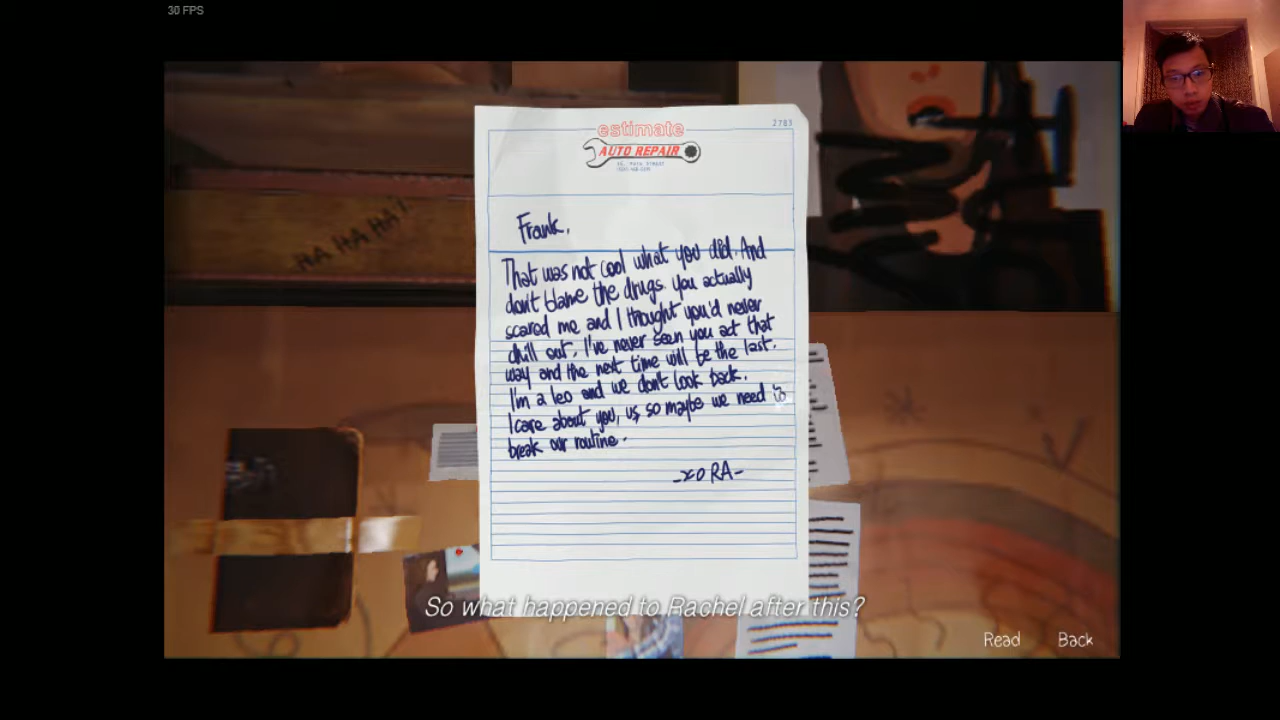 30 FPS
2783
estimate
AUTO REPAIR
HA HA HA!
Frank,
That was not cool what you did. And
don't blame the drugs. You actually
scared me and I thought you'd never
chill out. I've never seen you act that
way and the next time will be the last.
I'm a leo and we don't look back.
I care about you, us, so maybe we need to
break our routine.
-xo RA-
So what happened to Rachel after this?
Read Back